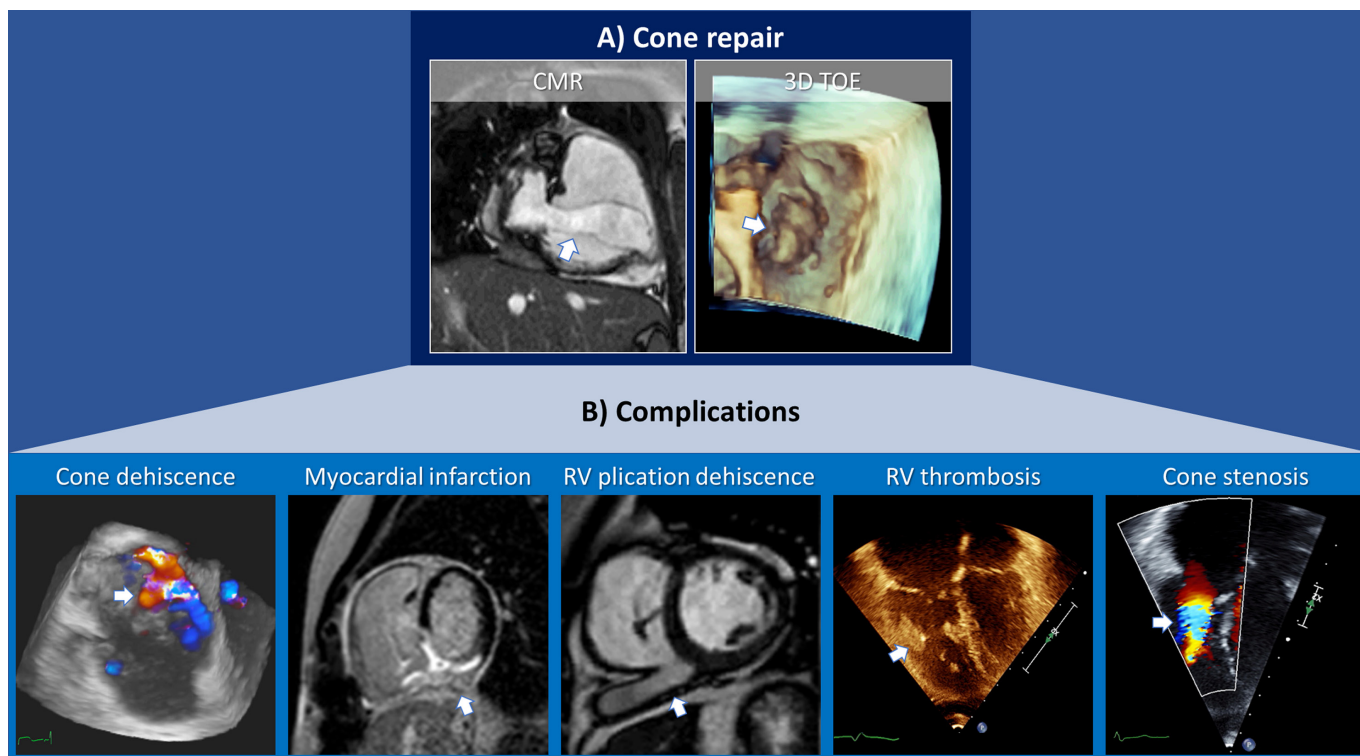 A) Cone repair
CMR
3D TOE
B) Complications
Cone dehiscence
Myocardial infarction
RV plication dehiscence
RV thrombosis
Cone stenosis